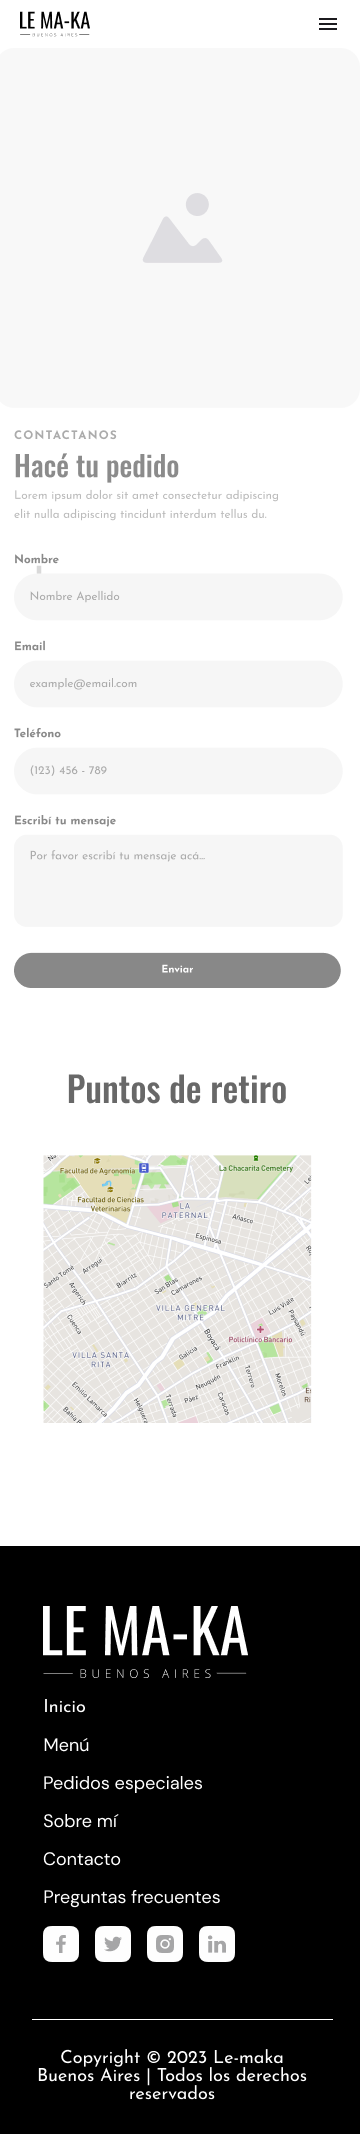 LE MA-KA
BUENOS AIRES
CONTACTANOS
Hacé tu pedido
Lorem ipsum dolor sit amet consectetur adipiscing
elit nulla adipiscing tincidunt interdum tellus du.
Nombre
Nombre Apellido
Email
example@email.com
Teléfono
(123) 456 - 789
Escribí tu mensaje
Por favor escribí tu mensaje acá...
Enviar
Puntos de retiro
La Chacarita Cemetery
Facultad de Agronomía
Facultad de Ciencias
Veterinarias
LA
PATERNAL
Añasco
Espinosa
Santo Tome
Arregui
Biarritz
San Blas
Camarones
Argerich
VILLA GENERAL
MITRE
Luis Viale
Paysandú
Cuenca
Boyacá
Policlínico Bancario
VILLA SANTA
RITA
Galicia
Franklin
Terrero
Neuquén
Morelos
Emilio Lamarca
Páez
Caracas
Terrada
Helguera
Bahía B
LE MA-KA
BUENOS AIRES
Inicio
Menú
Pedidos especiales
Sobre mí
Contacto
Preguntas frecuentes
Copyright © 2023 Le-maka
Buenos Aires | Todos los derechos
reservados